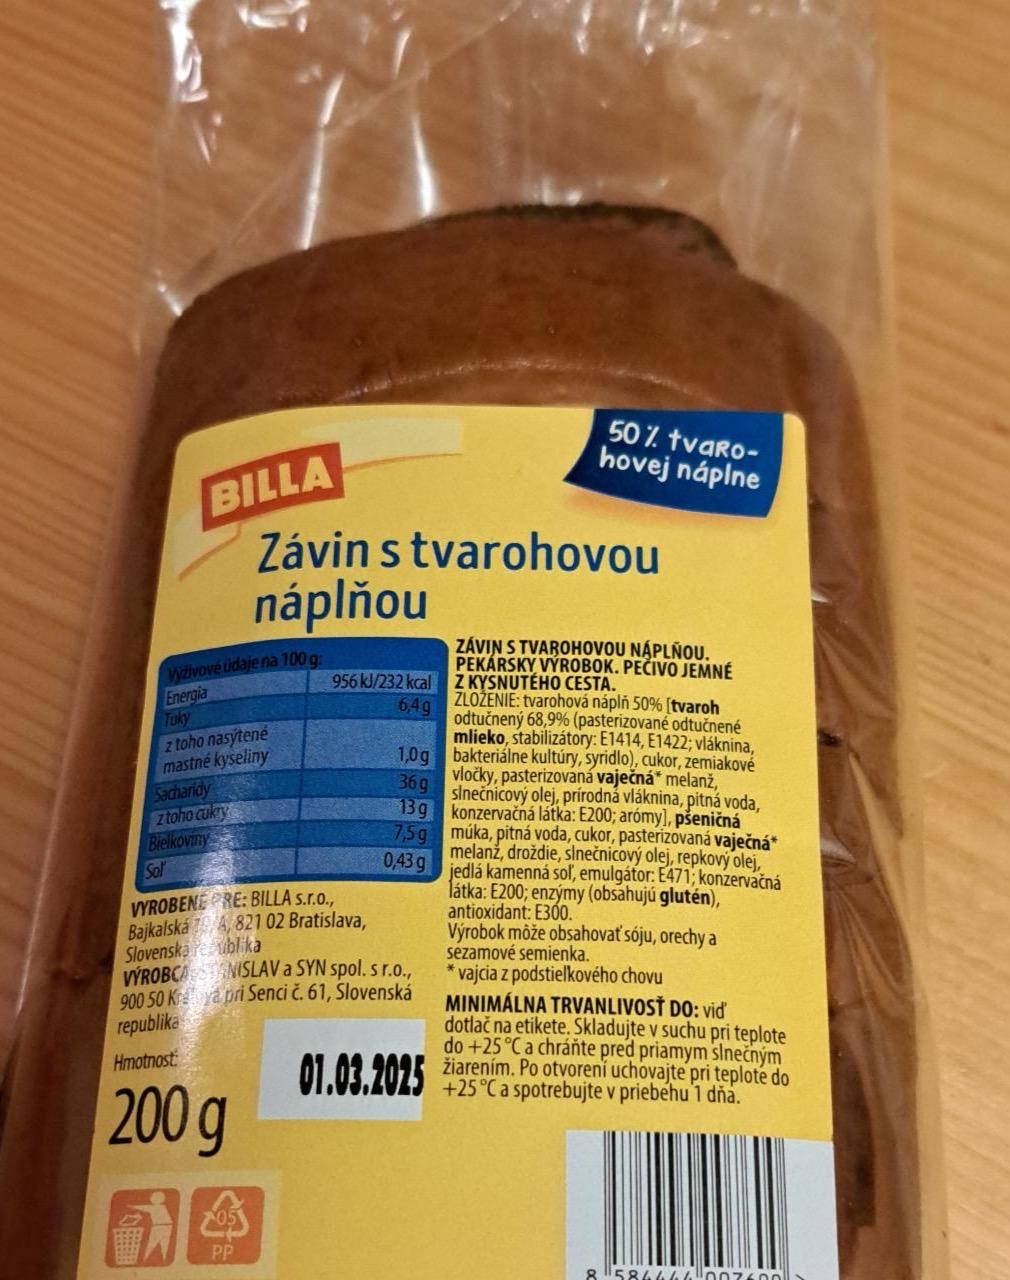 50 % tvaro-
hovej náplne
BILLA
Závin s tvarohovou
náplňou
Výživové údaje na 100 g:
Energia 956 kJ/232 kcal
Tuky 6,4 g
z toho nasýtené
mastné kyseliny 1,0 g
Sacharidy 36 g
z toho cukry 13 g
Bielkoviny 7,5 g
Soľ 0,43 g
VYROBENÉ PRE: BILLA s.r.o.,
Bajkalská /A, 821 02 Bratislava,
Slovenská republika
VÝROBCA: STANISLAV a SYN spol. s r.o.,
900 50 Kráľová pri Senci č. 61, Slovenská
republika
Hmotnosť:
200 g
01.03.2025
ZÁVIN S TVAROHOVOU NÁPLŇOU.
PEKÁRSKY VÝROBOK. PEČIVO JEMNÉ
Z KYSNUTÉHO CESTA.
ZLOŽENIE: tvarohová náplň 50% [tvaroh
odtučnený 68,9% (pasterizované odtučnené
mlieko, stabilizátory: E1414, E1422; vláknina,
bakteriálne kultúry, syridlo), cukor, zemiakové
vločky, pasterizovaná vaječná* melanž,
slnečnicový olej, prírodná vláknina, pitná voda,
konzervačná látka: E200; arómy], pšeničná
múka, pitná voda, cukor, pasterizovaná vaječná*
melanž, droždie, slnečnicový olej, repkový olej,
jedlá kamenná soľ, emulgátor: E471; konzervačná
látka: E200; enzýmy (obsahujú glutén),
antioxidant: E300.
Výrobok môže obsahovať sóju, orechy a
sezamové semienka.
* vajcia z podstieľkového chovu
MINIMÁLNA TRVANLIVOSŤ DO: viď
dotlač na etikete. Skladujte v suchu pri teplote
do +25 °C a chráňte pred priamym slnečným
žiarením. Po otvorení uchovajte pri teplote do
+25 °C a spotrebujte v priebehu 1 dňa.
05
PP
8 584444 007600 >